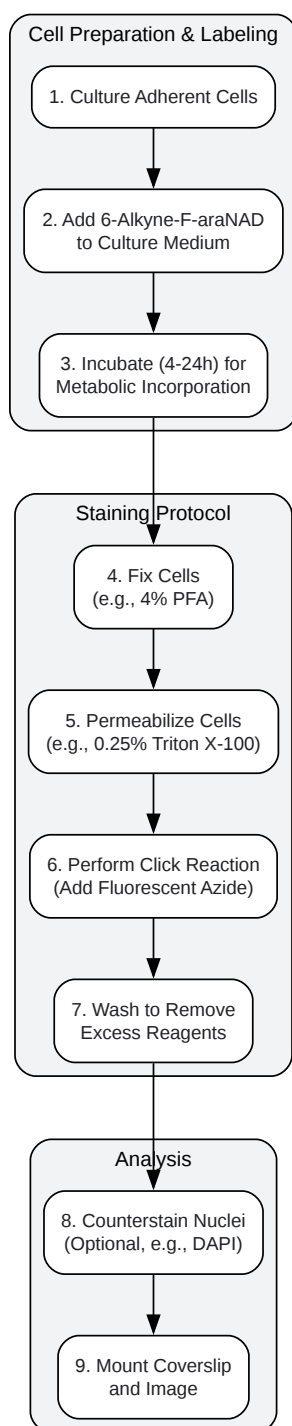 Cell Preparation & Labeling
1. Culture Adherent Cells
2. Add 6-Alkyne-F-araNAD
to Culture Medium
3. Incubate (4-24h) for
Metabolic Incorporation
Staining Protocol
4. Fix Cells
(e.g., 4% PFA)
5. Permeabilize Cells
(e.g., 0.25% Triton X-100)
6. Perform Click Reaction
(Add Fluorescent Azide)
7. Wash to Remove
Excess Reagents
Analysis
8. Counterstain Nuclei
(Optional, e.g., DAPI)
9. Mount Coverslip
and Image